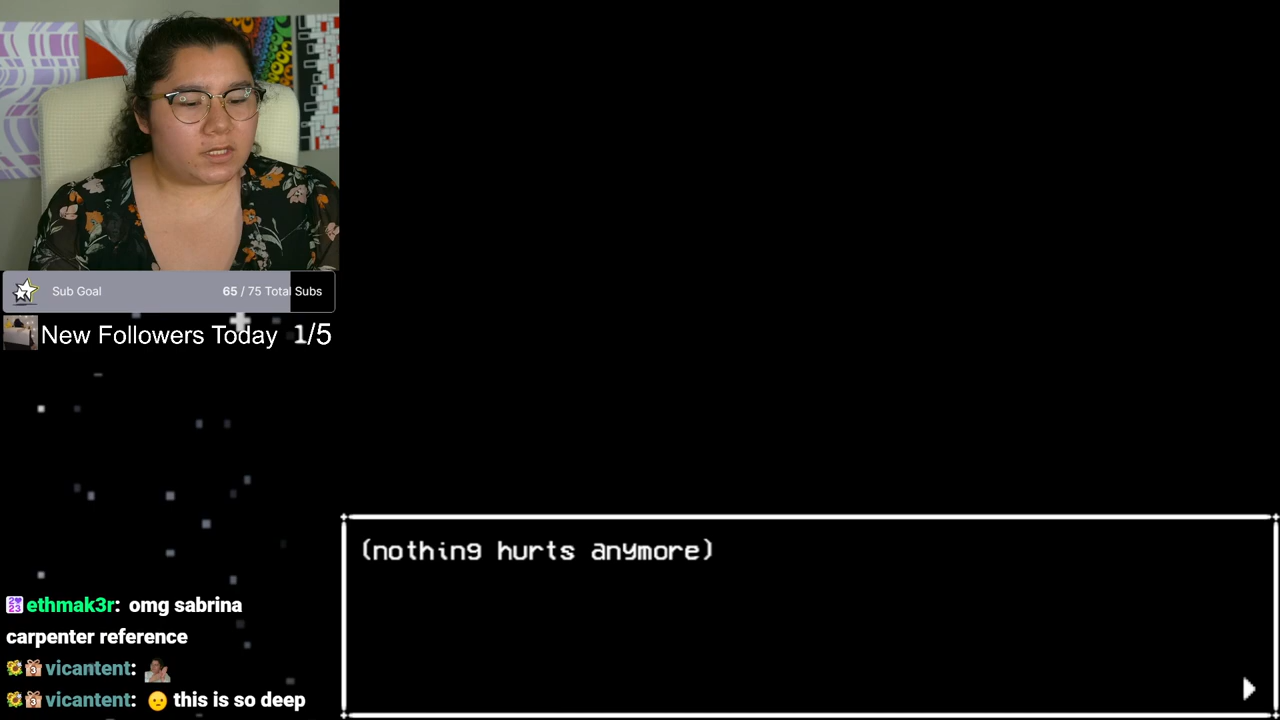 Sub Goal 65 / 75 Total Subs
New Followers Today 1/5
(nothing hurts anymore)
ethmak3r: omg sabrina
carpenter reference
vicantent:
vicantent: this is so deep